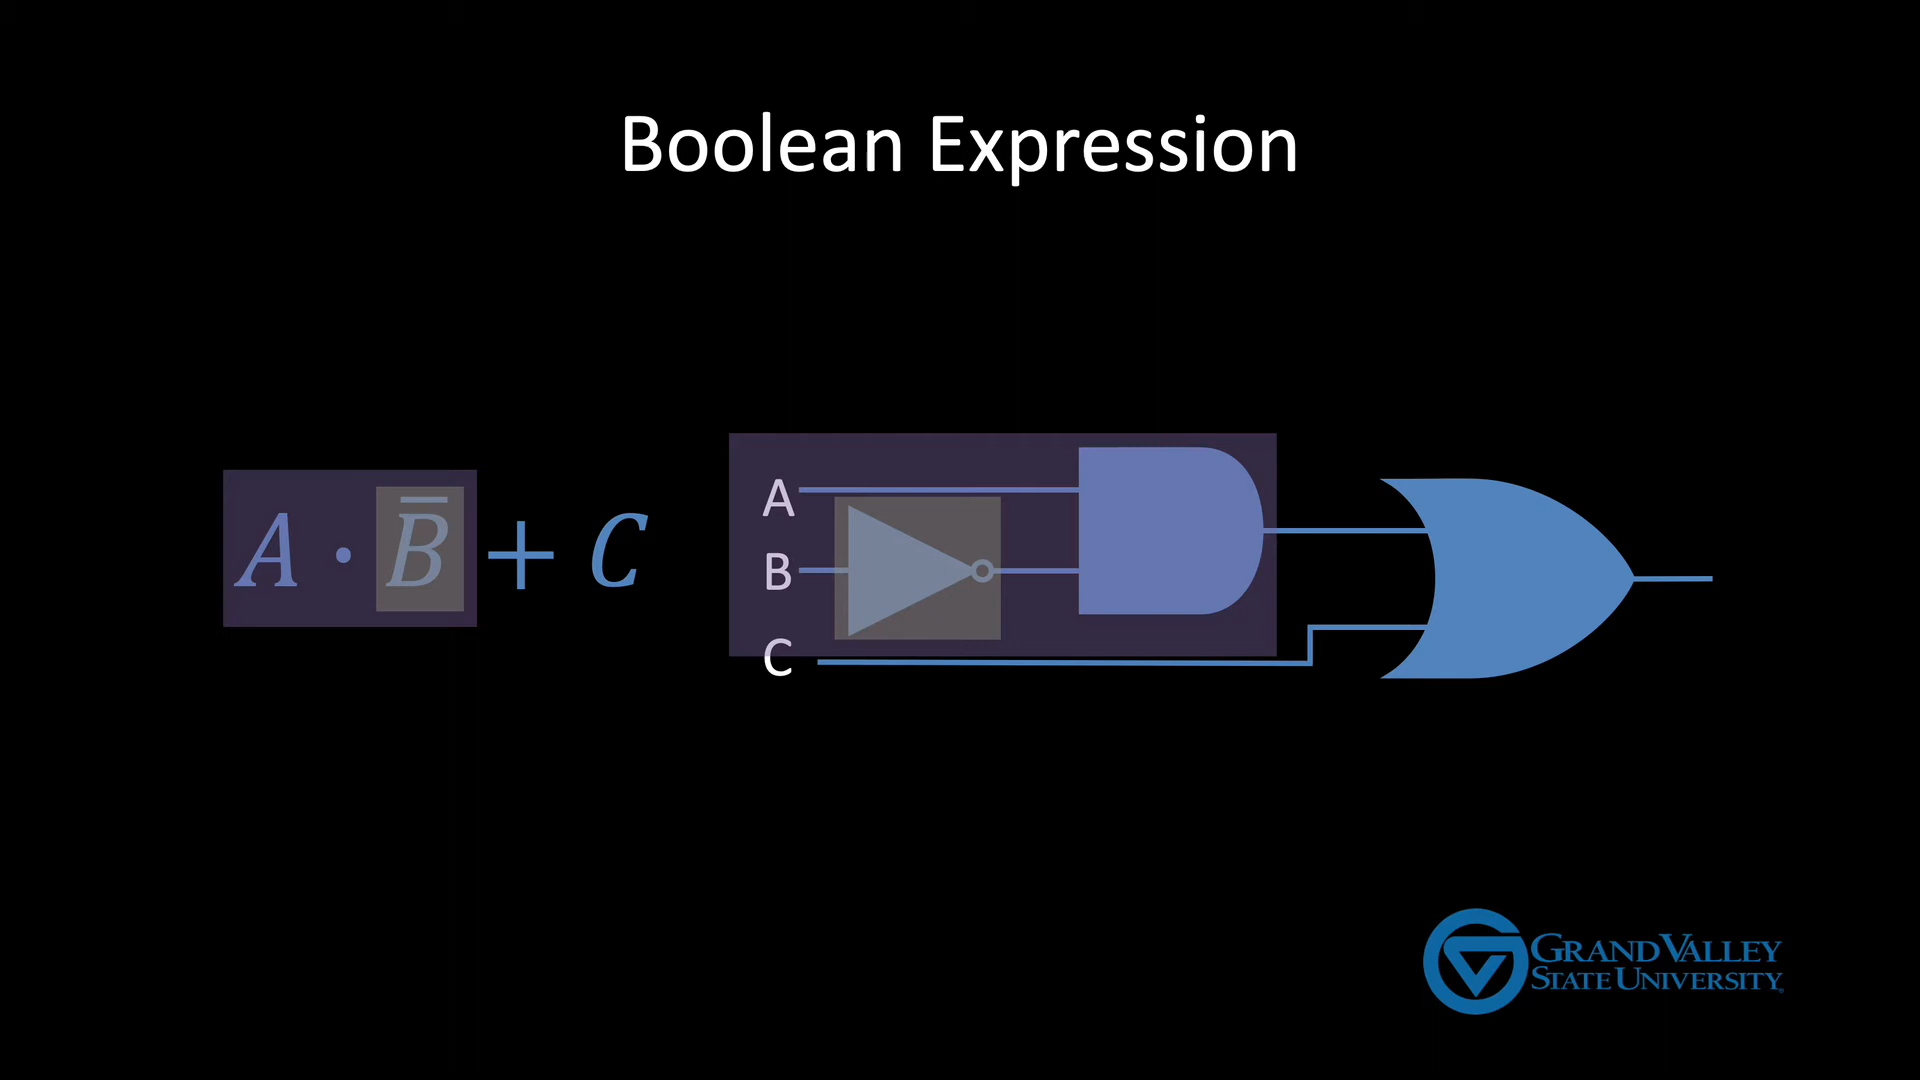 Boolean Expression
A · B̅ + C
A
B
C
GRAND VALLEY
STATE UNIVERSITY